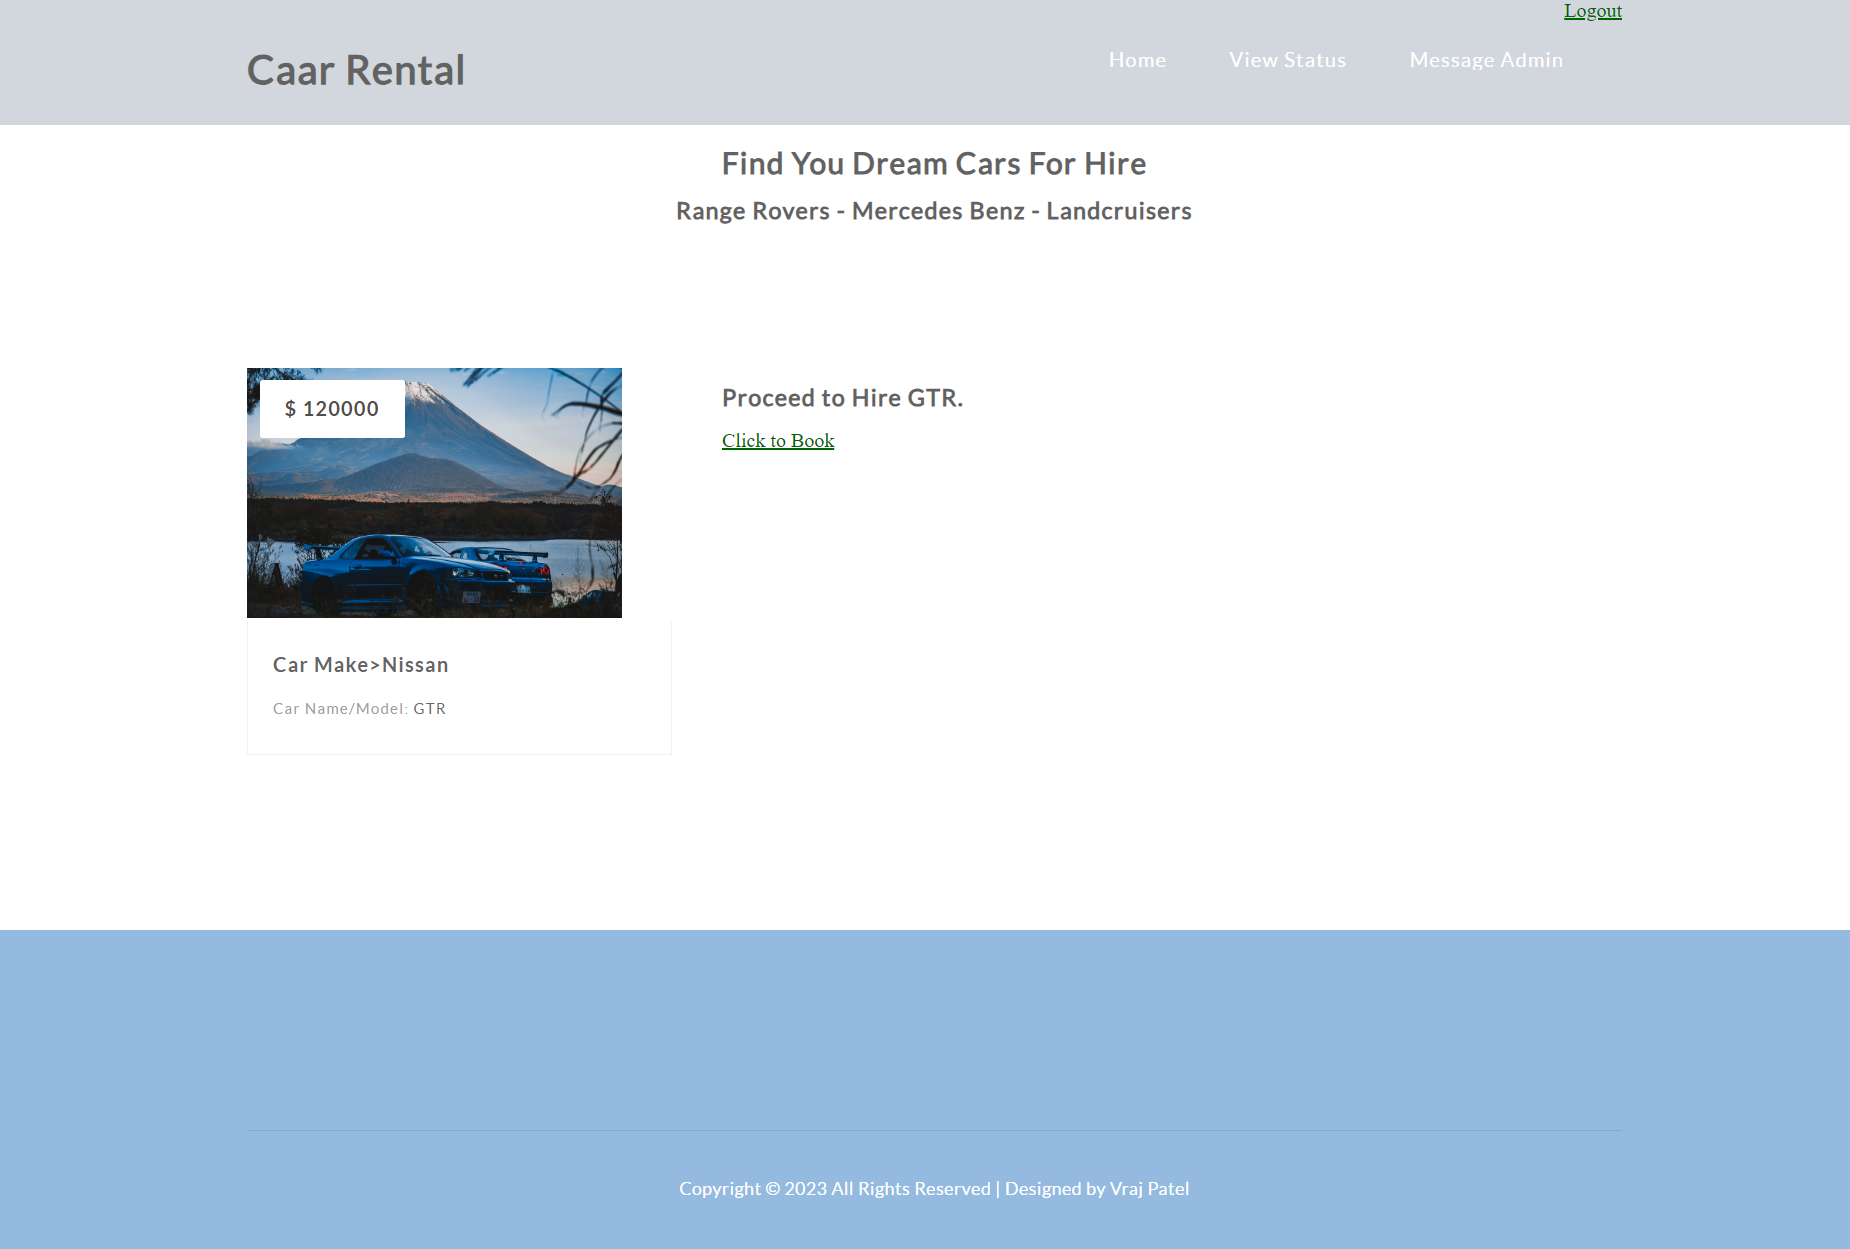 Logout
Caar Rental
Home
View Status
Message Admin
Find You Dream Cars For Hire
Range Rovers - Mercedes Benz - Landcruisers
$ 120000
Proceed to Hire GTR.
Click to Book
Car Make>Nissan
Car Name/Model: GTR
Copyright © 2023 All Rights Reserved | Designed by Vraj Patel